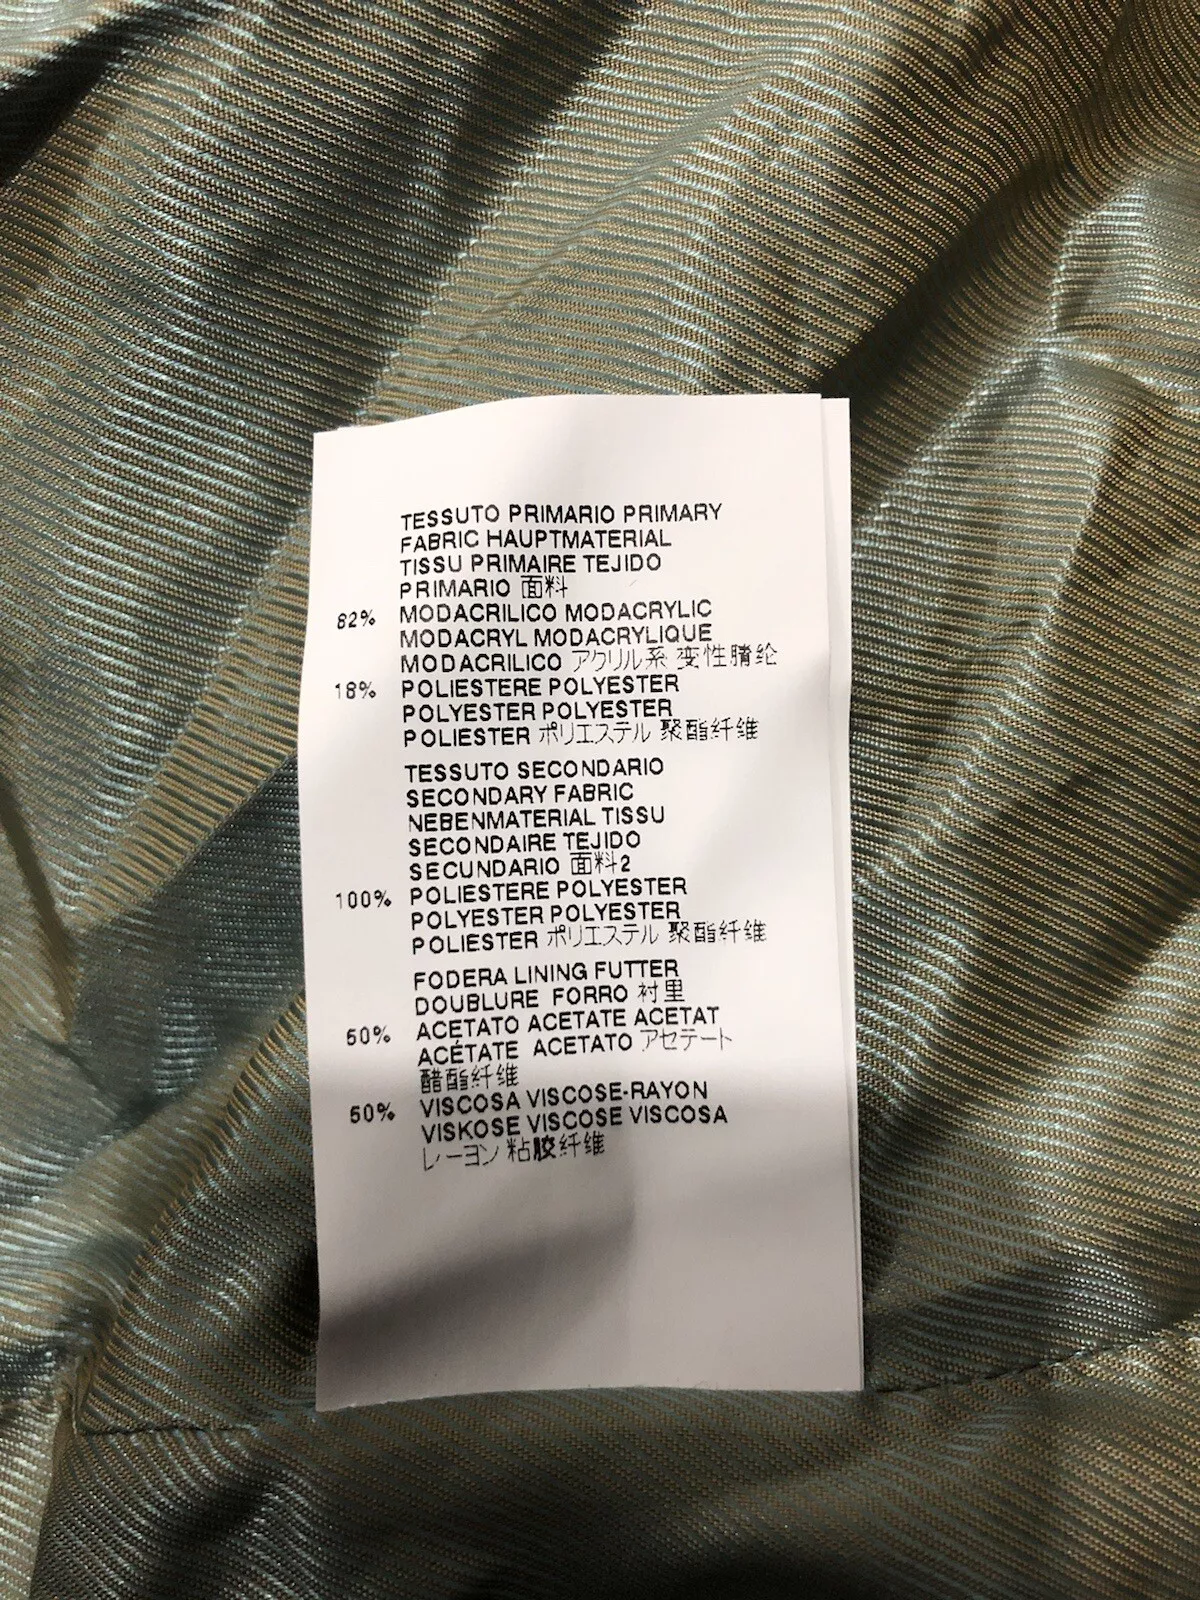 TESSUTO PRIMARIO PRIMARY
FABRIC HAUPTMATERIAL
TISSU PRIMAIRE TEJIDO
PRIMARIO 面料
82% MODACRILICO MODACRYLIC
MODACRYL MODACRYLIQUE
MODACRILICO アクリル系 变性腈纶
18% POLIESTERE POLYESTER
POLYESTER POLYESTER
POLIESTER ポリエステル 聚酯纤维
TESSUTO SECONDARIO
SECONDARY FABRIC
NEBENMATERIAL TISSU
SECONDAIRE TEJIDO
SECUNDARIO 面料2
100% POLIESTERE POLYESTER
POLYESTER POLYESTER
POLIESTER ポリエステル 聚酯纤维
FODERA LINING FUTTER
DOUBLURE FORRO 衬里
50% ACETATO ACETATE ACETAT
ACÉTATE ACETATO アセテート
醋酯纤维
50% VISCOSA VISCOSE-RAYON
VISKOSE VISCOSE VISCOSA
レーヨン 粘胶纤维